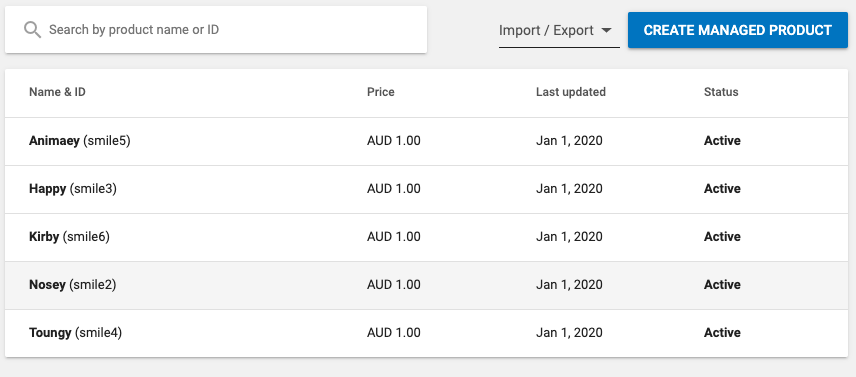 Search by product name or ID
Import / Export
CREATE MANAGED PRODUCT
Name & ID Price Last updated Status
Animaey (smile5) AUD 1.00 Jan 1, 2020 Active
Happy (smile3) AUD 1.00 Jan 1, 2020 Active
Kirby (smile6) AUD 1.00 Jan 1, 2020 Active
Nosey (smile2) AUD 1.00 Jan 1, 2020 Active
Toungy (smile4) AUD 1.00 Jan 1, 2020 Active